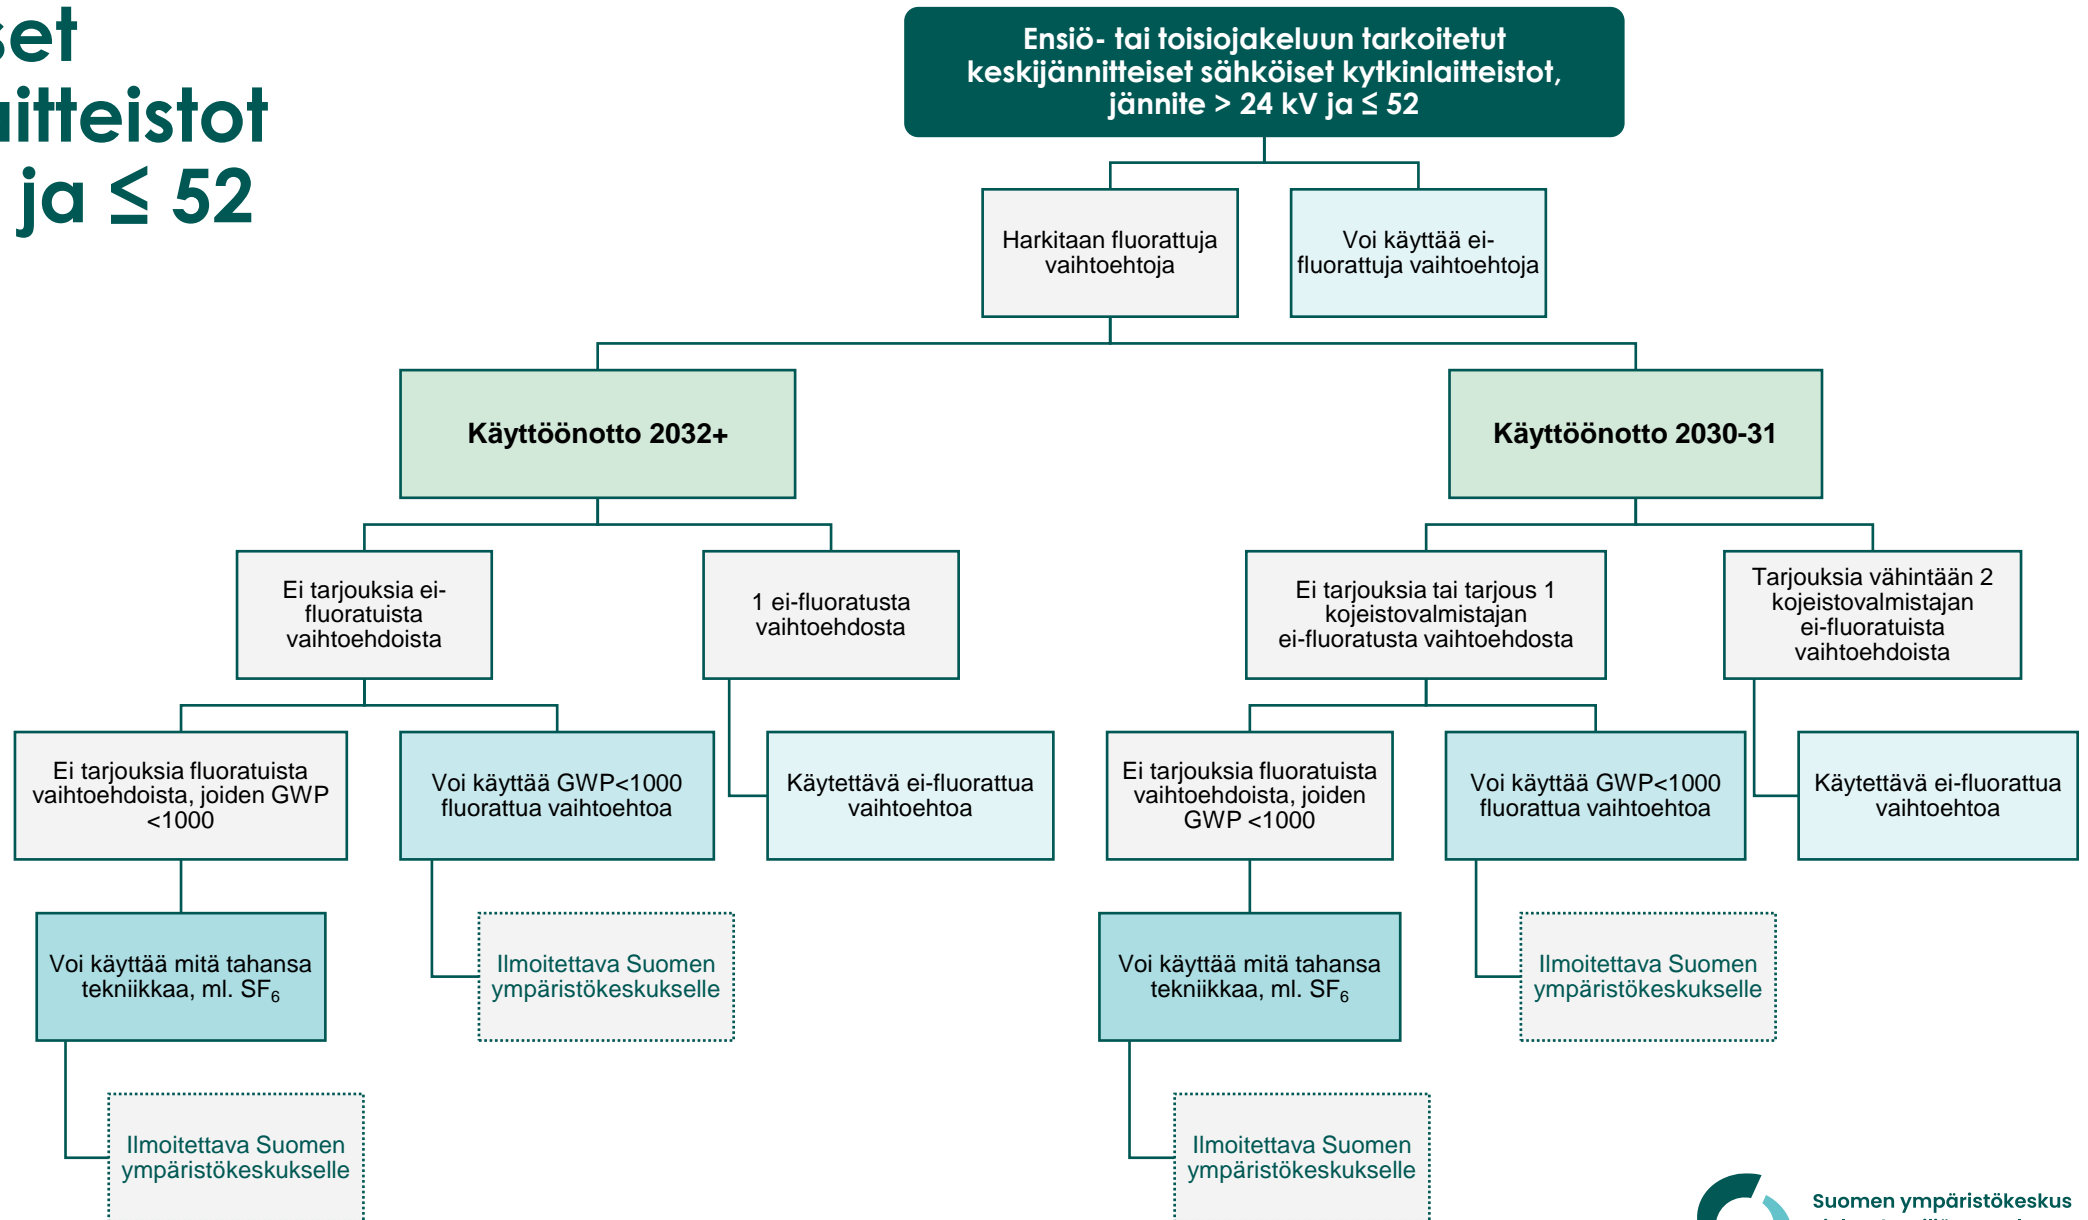 ja ≤ 52
Ensiö- tai toisiojakeluun tarkoitetut
keskijännitteiset sähköiset kytkinlaitteistot,
jännite > 24 kV ja ≤ 52
Harkitaan fluorattuja
vaihtoehtoja
Voi käyttää ei-
fluorattuja vaihtoehtoja
Käyttöönotto 2032+
Käyttöönotto 2030-31
Ei tarjouksia ei-
fluoratuista
vaihtoehdoista
1 ei-fluoratusta
vaihtoehdosta
Ei tarjouksia tai tarjous 1
kojeistovalmistajan
ei-fluoratusta vaihtoehdosta
Tarjouksia vähintään 2
kojeistovalmistajan
ei-fluoratuista
vaihtoehdoista
Ei tarjouksia fluoratuista
vaihtoehdoista, joiden GWP
<1000
Voi käyttää GWP<1000
fluorattua vaihtoehtoa
Käytettävä ei-fluorattua
vaihtoehtoa
Ei tarjouksia fluoratuista
vaihtoehdoista, joiden
GWP <1000
Voi käyttää GWP<1000
fluorattua vaihtoehtoa
Käytettävä ei-fluorattua
vaihtoehtoa
Voi käyttää mitä tahansa
tekniikkaa, ml. SF₆
Ilmoitettava Suomen
ympäristökeskukselle
Voi käyttää mitä tahansa
tekniikkaa, ml. SF₆
Ilmoitettava Suomen
ympäristökeskukselle
Ilmoitettava Suomen
ympäristökeskukselle
Ilmoitettava Suomen
ympäristökeskukselle
Suomen ympäristökeskus